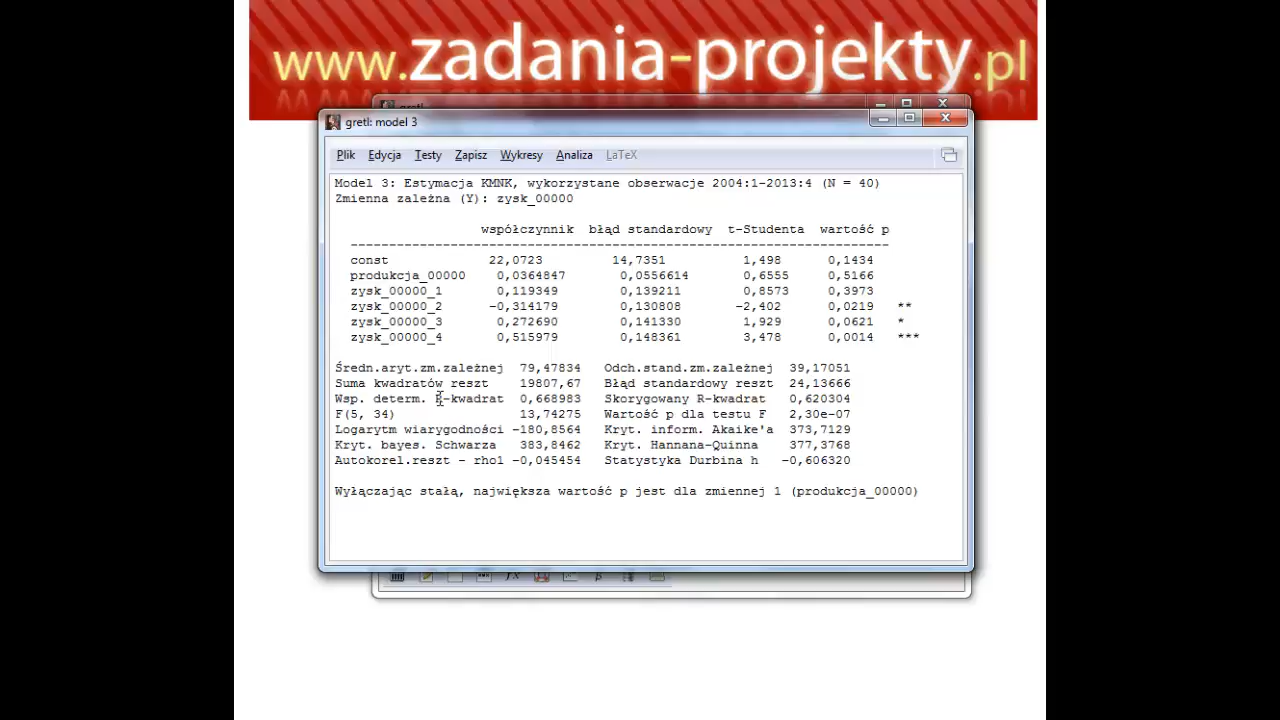 www.zadania-projekty.pl
gretl
gretl: model 3
Plik Edycja Testy Zapisz Wykresy Analiza LaTeX
Model 3: Estymacja KMNK, wykorzystane obserwacje 2004:1-2013:4 (N = 40)
Zmienna zależna (Y): zysk_00000
współczynnik błąd standardowy t-Studenta wartość p
const 22,0723 14,7351 1,498 0,1434
produkcja_00000 0,0364847 0,0556614 0,6555 0,5166
zysk_00000_1 0,119349 0,139211 0,8573 0,3973
zysk_00000_2 -0,314179 0,130808 -2,402 0,0219 **
zysk_00000_3 0,272690 0,141330 1,929 0,0621 *
zysk_00000_4 0,515979 0,148361 3,478 0,0014 ***
Średn.aryt.zm.zależnej 79,47834 Odch.stand.zm.zależnej 39,17051
Suma kwadratów reszt 19807,67 Błąd standardowy reszt 24,13666
Wsp. determ. R-kwadrat 0,668983 Skorygowany R-kwadrat 0,620304
F(5, 34) 13,74275 Wartość p dla testu F 2,30e-07
Logarytm wiarygodności -180,8564 Kryt. inform. Akaike'a 373,7129
Kryt. bayes. Schwarza 383,8462 Kryt. Hannana-Quinna 377,3768
Autokorel.reszt - rho1 -0,045454 Statystyka Durbina h -0,606320
Wyłączając stałą, największa wartość p jest dla zmiennej 1 (produkcja_00000)